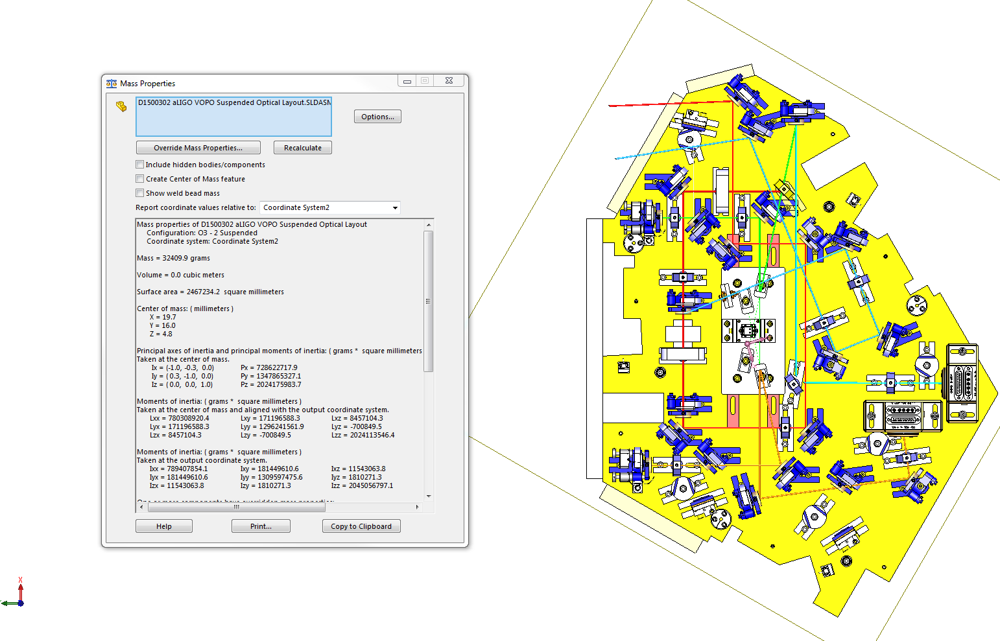 Mass Properties
D1500302 aLIGO VOPO Suspended Optical Layout.SLDASM
Options...
Override Mass Properties...
Recalculate
Include hidden bodies/components
Create Center of Mass feature
Show weld bead mass
Report coordinate values relative to: Coordinate System2
Mass properties of D1500302 aLIGO VOPO Suspended Optical Layout
Configuration: O3 - 2 Suspended
Coordinate system: Coordinate System2
Mass = 32409.9 grams
Volume = 0.0 cubic meters
Surface area = 2467234.2 square millimeters
Center of mass: ( millimeters )
X = 19.7
Y = 16.0
Z = 4.8
Principal axes of inertia and principal moments of inertia: ( grams * square millimeters
Taken at the center of mass.
Ix = (-1.0, -0.3, 0.0) Px = 728622717.9
Iy = ( 0.3, -1.0, 0.0) Py = 1347865327.1
Iz = ( 0.0, 0.0, 1.0) Pz = 2024175983.7
Moments of inertia: ( grams * square millimeters )
Taken at the center of mass and aligned with the output coordinate system.
Lxx = 780308920.4 Lxy = 171196588.3 Lxz = 8457104.3
Lyx = 171196588.3 Lyy = 1296241561.9 Lyz = -700849.5
Lzx = 8457104.3 Lzy = -700849.5 Lzz = 2024113546.4
Moments of inertia: ( grams * square millimeters )
Taken at the output coordinate system.
Ixx = 789407854.1 Ixy = 181449610.6 Ixz = 11543063.8
Iyx = 181449610.6 Iyy = 1309597475.6 Iyz = 1810271.3
Izx = 11543063.8 Izy = 1810271.3 Izz = 2045056797.1
One or more components have overridden mass properties:
Help
Print...
Copy to Clipboard
X